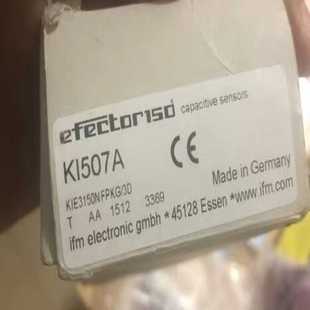 efector150 capacitive sensors
KI507A
CE
KIE3150NFPKG/0D
T AA 1512 3369
Made in Germany
ifm electronic gmbh * 45128 Essen * www.ifm.com